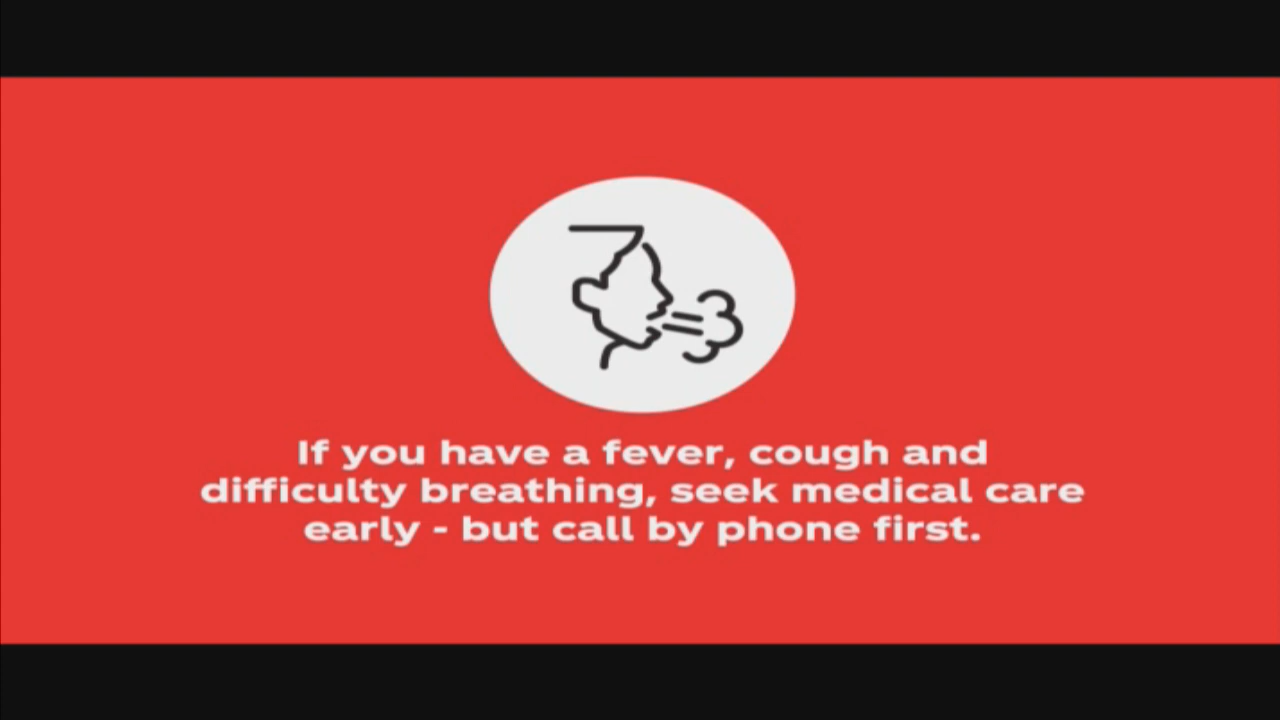 If you have a fever, cough and
difficulty breathing, seek medical care
early - but call by phone first.